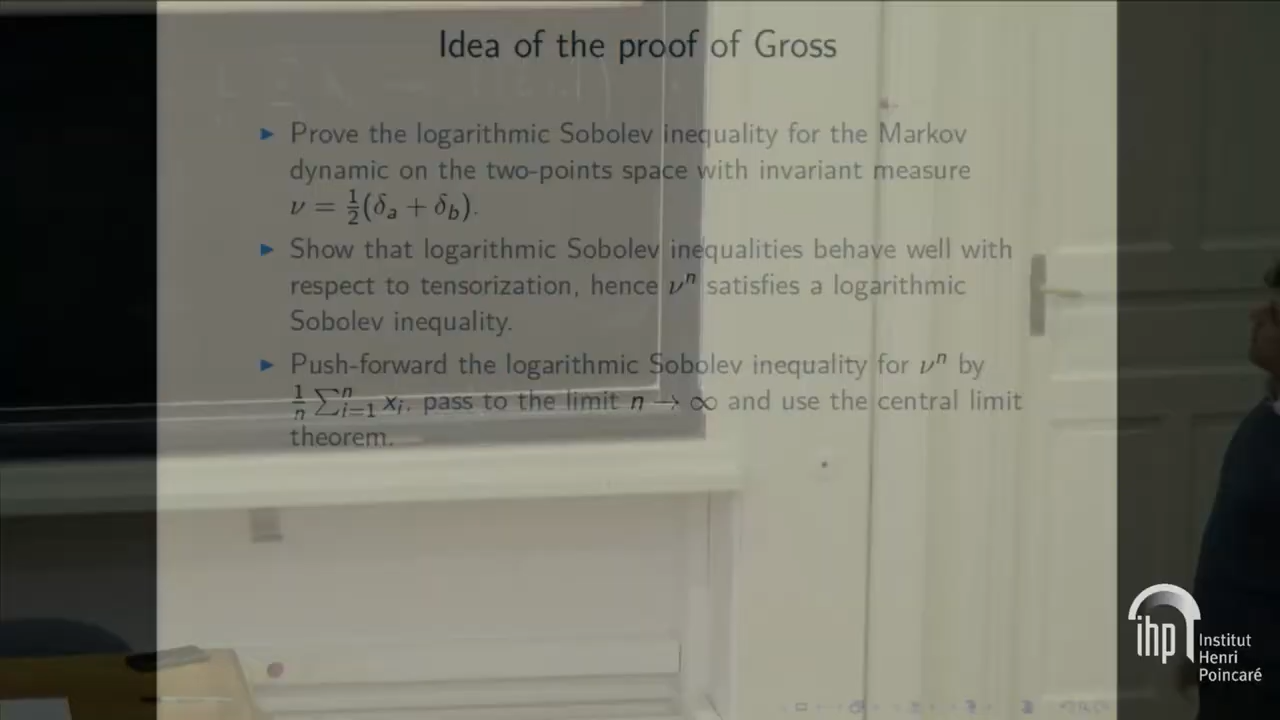 Idea of the proof of Gross
▶ Prove the logarithmic Sobolev inequality for the Markov
dynamic on the two-points space with invariant measure
ν = ½(δ_a + δ_b).
▶ Show that logarithmic Sobolev inequalities behave well with
respect to tensorization, hence νⁿ satisfies a logarithmic
Sobolev inequality.
▶ Push-forward the logarithmic Sobolev inequality for νⁿ by
1/n ∑ⁿ_{i=1} x_i, pass to the limit n → ∞ and use the central limit
theorem.
ihp
Institut
Henri
Poincaré